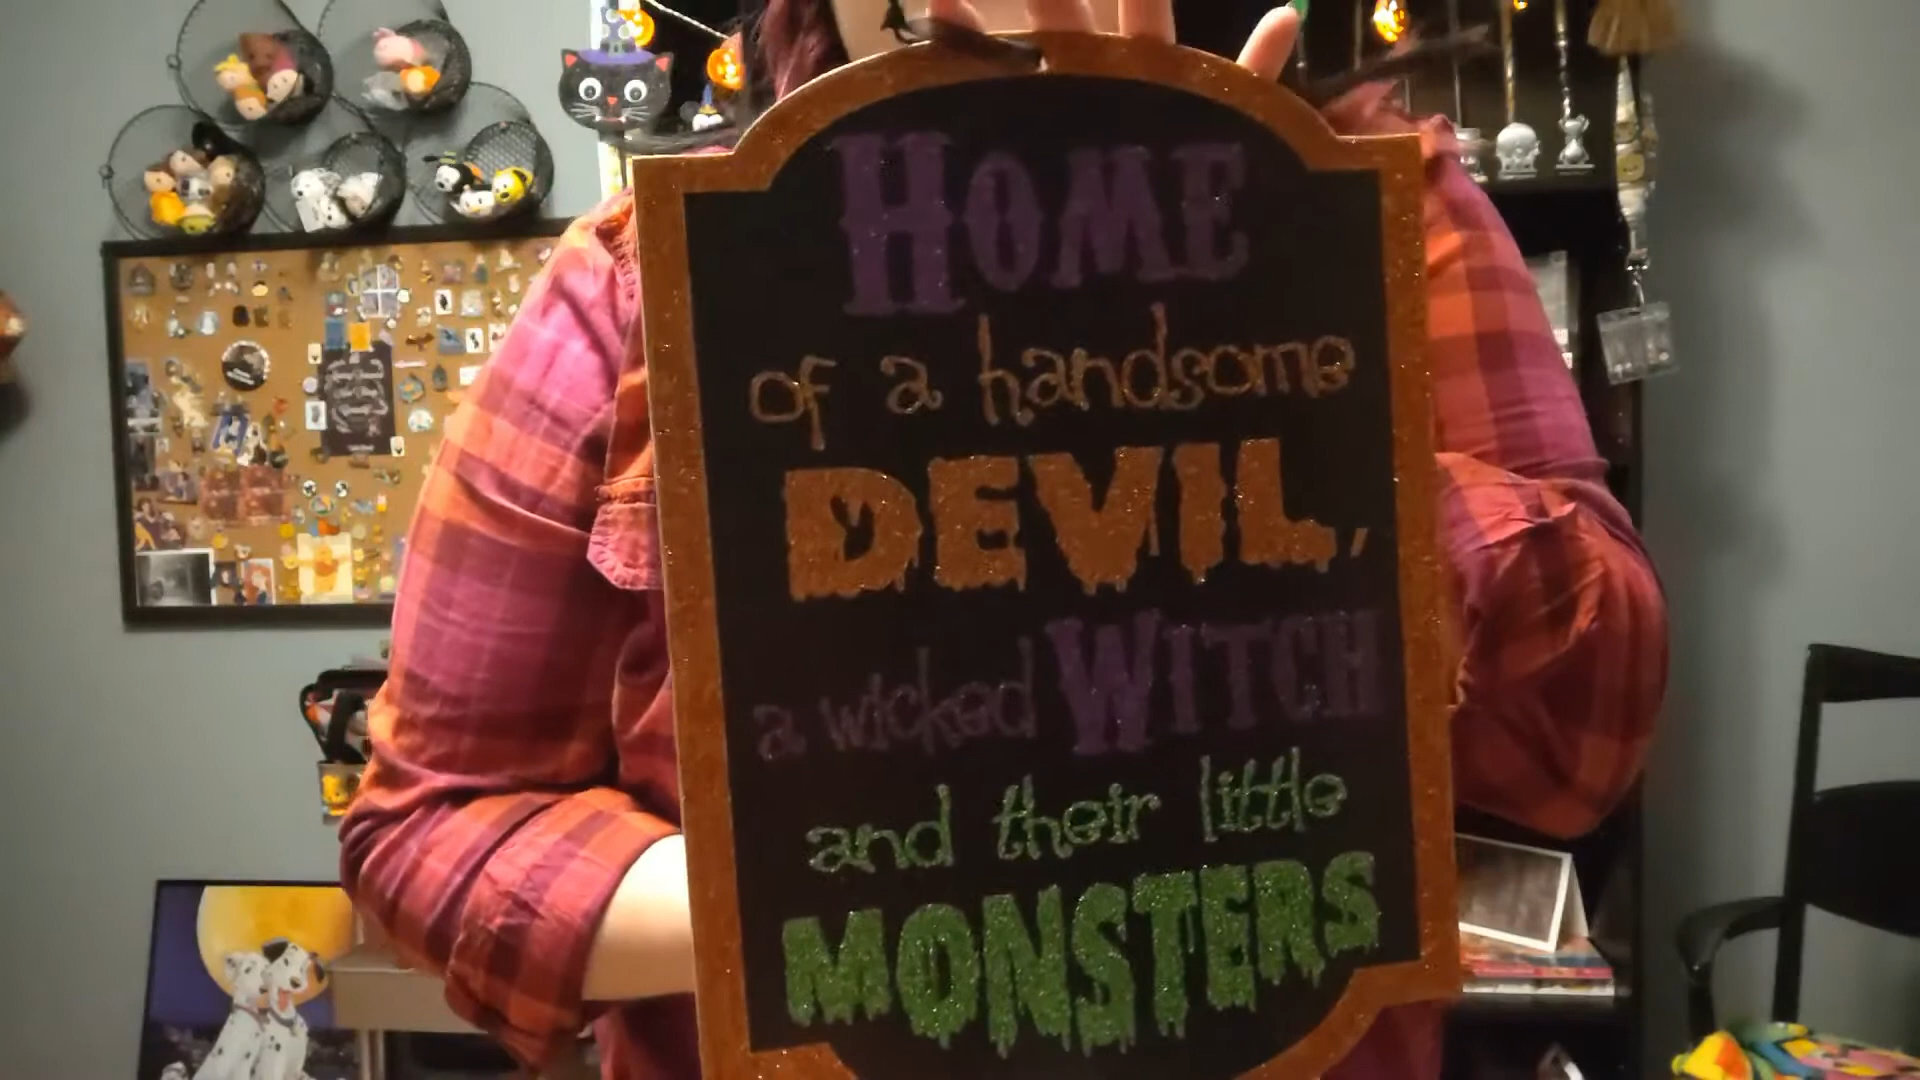 HOME
of a handsome
DEVIL,
a wicked WITCH
and their little
MONSTERS